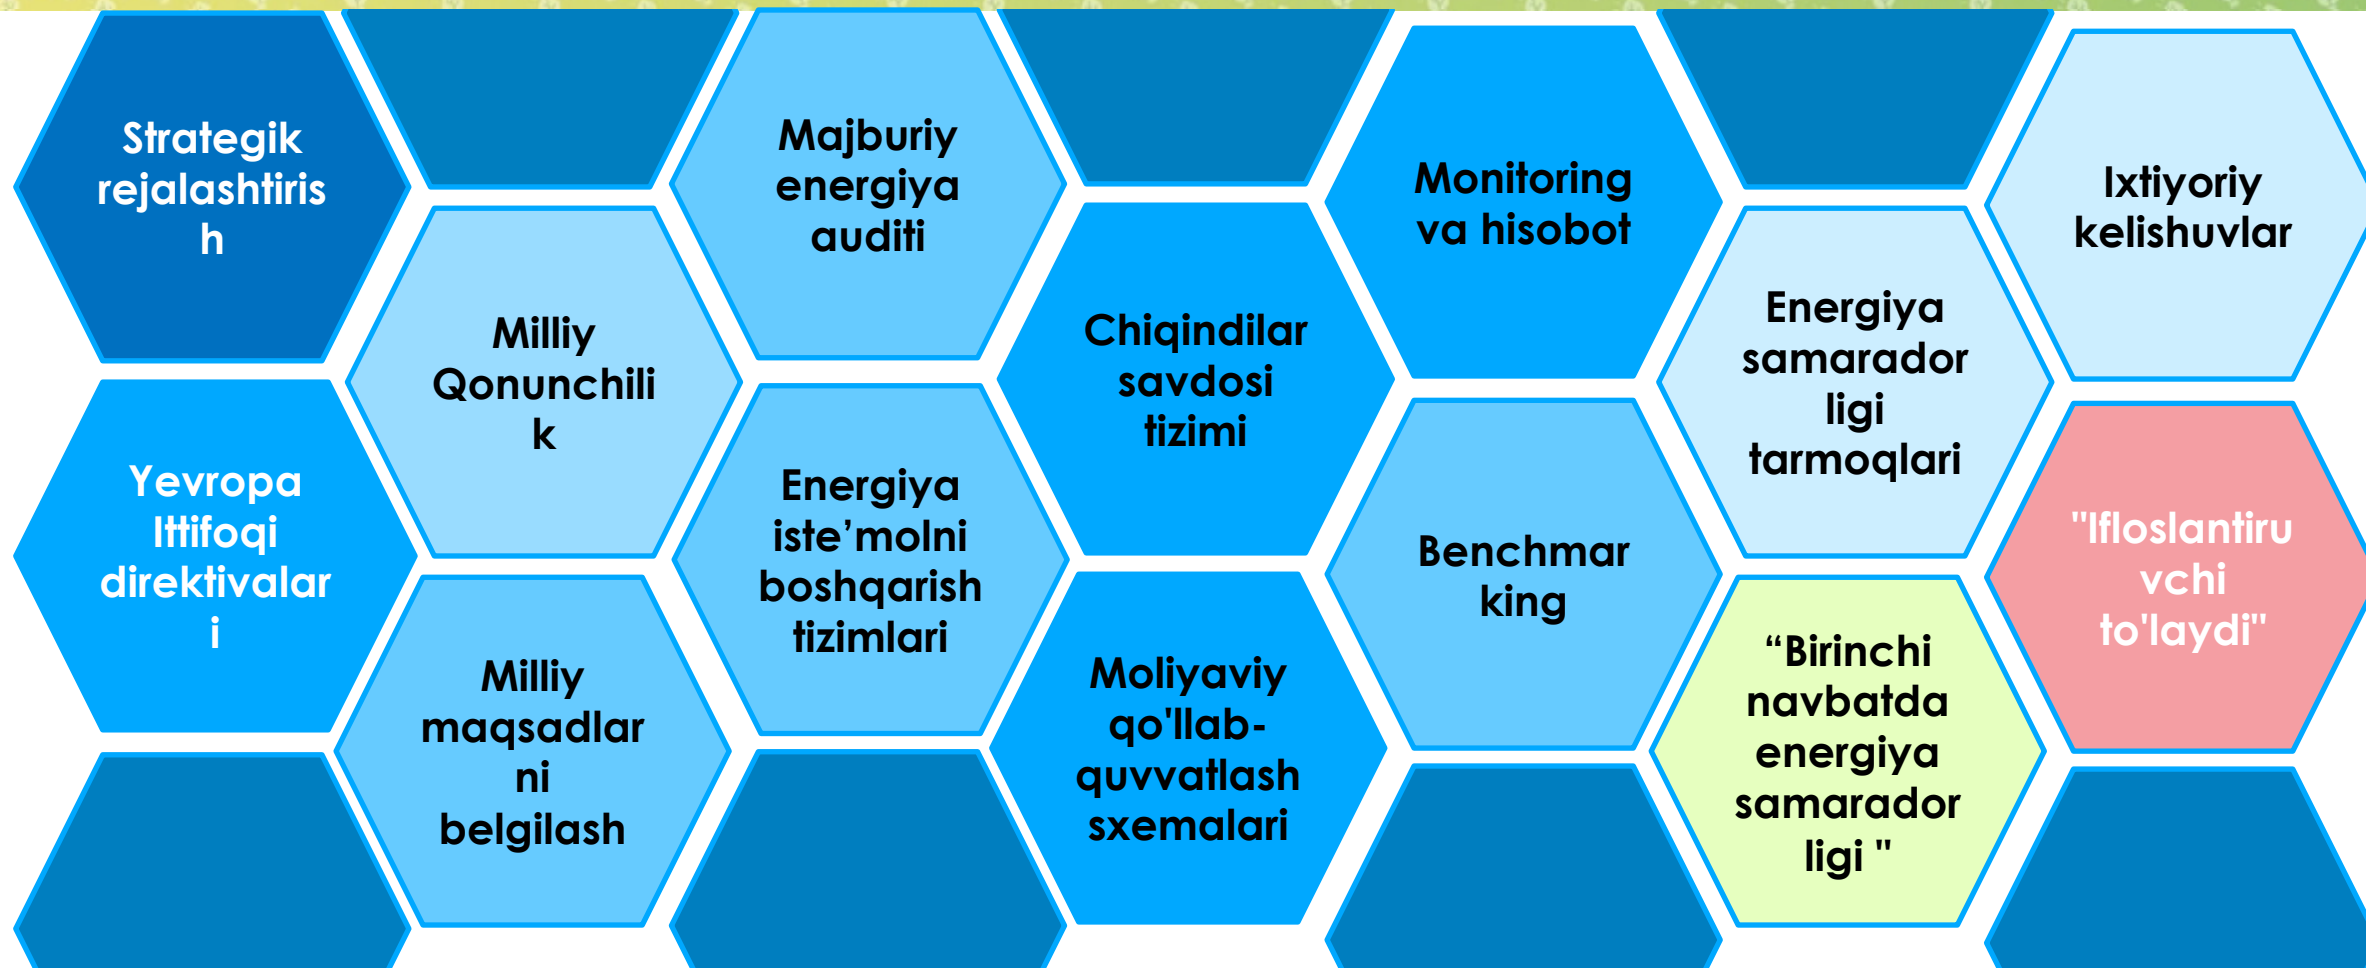 Strategik
rejalashtiris
h
Yevropa
Ittifoqi
direktivalar
i
Milliy
Qonunchili
k
Milliy
maqsadlar
ni
belgilash
Majburiy
energiya
auditi
Energiya
iste’molni
boshqarish
tizimlari
Chiqindilar
savdosi
tizimi
Moliyaviy
qo'llab-
quvvatlash
sxemalari
Monitoring
va hisobot
Benchmar
king
Energiya
samarador
ligi
tarmoqlari
“Birinchi
navbatda
energiya
samarador
ligi "
Ixtiyoriy
kelishuvlar
"Ifloslantiru
vchi
to'laydi"